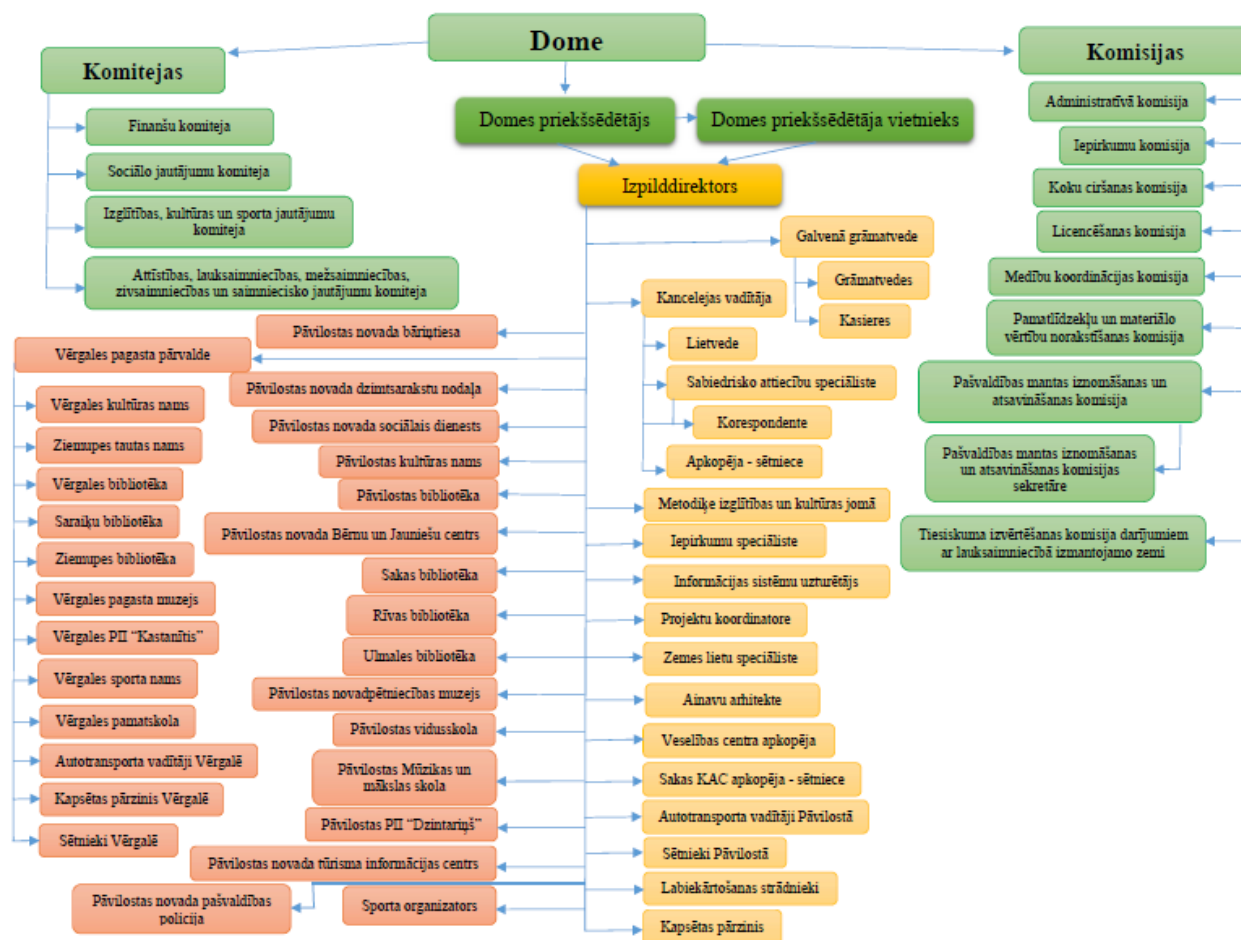 Dome
Komitejas
Komisijas
Domes priekšsēdētājs
Domes priekšsēdētāja vietnieks
Izpilddirektors
Finanšu komiteja
Sociālo jautājumu komiteja
Izglītības, kultūras un sporta jautājumu
komiteja
Attīstības, lauksaimniecības, mežsaimniecības,
zivsaimniecības un saimniecisko jautājumu komiteja
Administratīvā komisija
Iepirkumu komisija
Koku ciršanas komisija
Licencēšanas komisija
Medību koordinācijas komisija
Pamatlīdzekļu un materiālo
vērtību norakstīšanas komisija
Pašvaldības mantas iznomāšanas un
atsavināšanas komisija
Pašvaldības mantas iznomāšanas
un atsavināšanas komisijas
sekretāre
Tiesiskuma izvērtēšanas komisija darījumiem
ar lauksaimniecībā izmantojamo zemi
Galvenā grāmatvede
Grāmatvedes
Kasieres
Kancelejas vadītāja
Lietvede
Sabiedrisko attiecību speciāliste
Korespondente
Apkopēja - sētniece
Metodiķe izglītības un kultūras jomā
Iepirkumu speciāliste
Informācijas sistēmu uzturētājs
Projektu koordinatore
Zemes lietu speciāliste
Ainavu arhitekte
Veselības centra apkopēja
Sakas KAC apkopēja - sētniece
Autotransporta vadītāji Pāvilostā
Sētnieki Pāvilostā
Labiekārtošanas strādnieki
Kapsētas pārzinis
Pāvilostas novada bāriņtiesa
Vērgales pagasta pārvalde
Pāvilostas novada dzimtsarakstu nodaļa
Pāvilostas novada sociālais dienests
Pāvilostas kultūras nams
Pāvilostas bibliotēka
Pāvilostas novada Bērnu un Jauniešu centrs
Sakas bibliotēka
Rīvas bibliotēka
Ulmales bibliotēka
Pāvilostas novadpētniecības muzejs
Pāvilostas vidusskola
Pāvilostas Mūzikas un
mākslas skola
Pāvilostas PII “Dzintariņš”
Pāvilostas novada tūrisma informācijas centrs
Pāvilostas novada pašvaldības
policija
Sporta organizators
Vērgales kultūras nams
Ziemupes tautas nams
Vērgales bibliotēka
Saraiķu bibliotēka
Ziemupes bibliotēka
Vērgales pagasta muzejs
Vērgales PII “Kastanītis”
Vērgales sporta nams
Vērgales pamatskola
Autotransporta vadītāji Vērgalē
Kapsētas pārzinis Vērgalē
Sētnieki Vērgalē